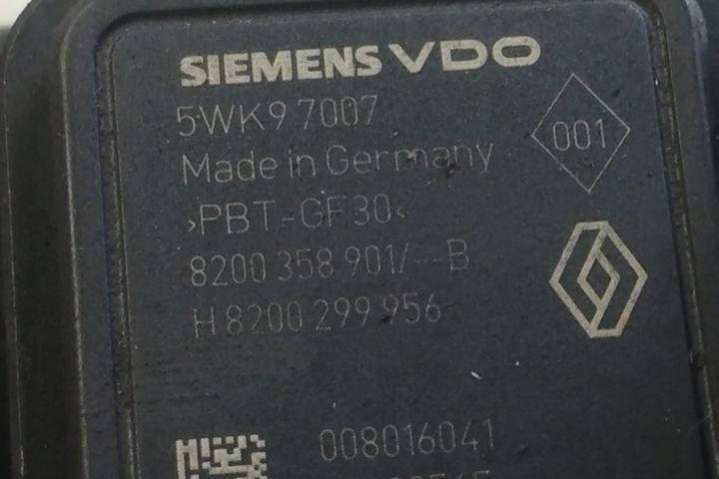 SIEMENS VDO
5WK9 7007
001
Made in Germany
>PBT-GF30<
8200 358 901/--B
H 8200 299 956
008016041